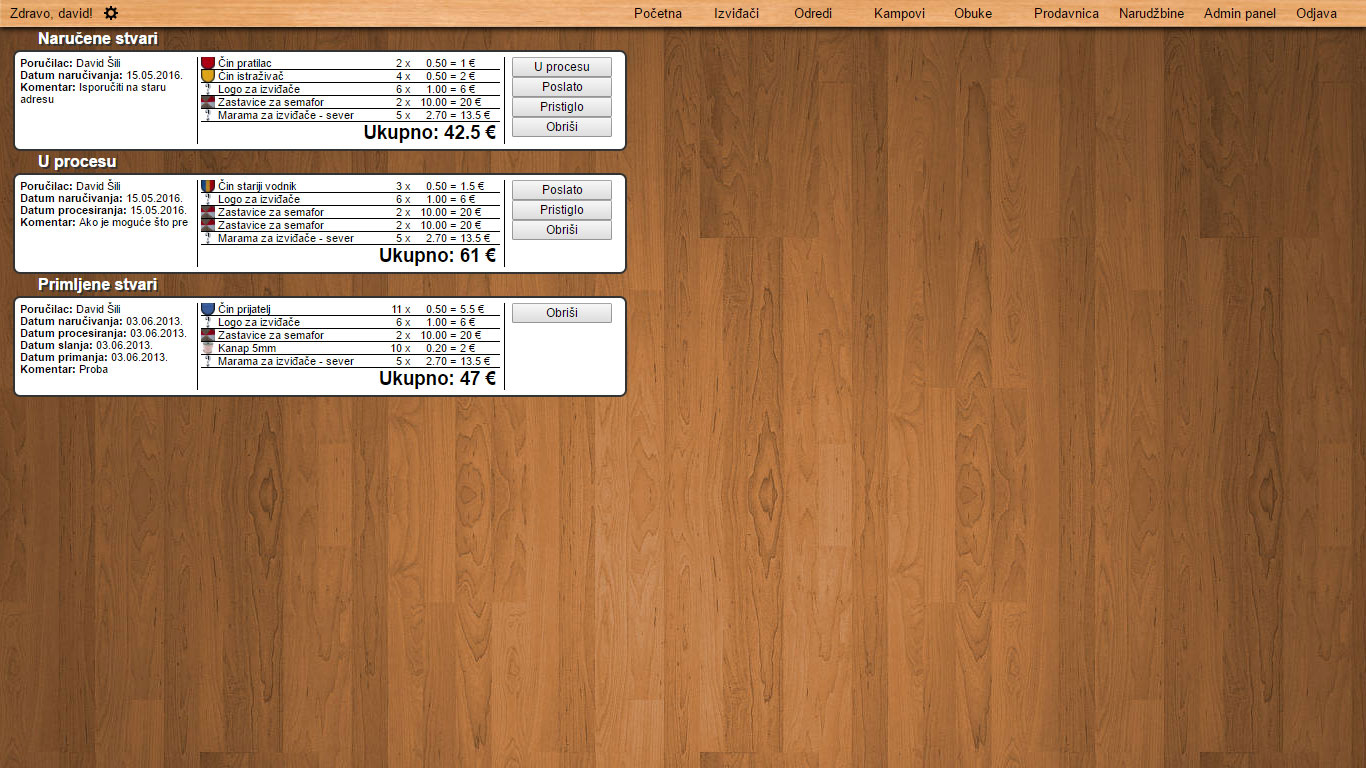 Zdravo, david!
Početna Izviđači Odredi Kampovi Obuke Prodavnica Narudžbine Admin panel Odjava
Naručene stvari
Poručilac: David Šili
Datum naručivanja: 15.05.2016.
Komentar: Isporučiti na staru
adresu
Čin pratilac 2 x 0.50 = 1 €
Čin istraživač 4 x 0.50 = 2 €
Logo za izviđače 6 x 1.00 = 6 €
Zastavice za semafor 2 x 10.00 = 20 €
Marama za izviđače - sever 5 x 2.70 = 13.5 €
Ukupno: 42.5 €
U procesu
Poslato
Pristiglo
Obriši
U procesu
Poručilac: David Šili
Datum naručivanja: 15.05.2016.
Datum procesiranja: 15.05.2016.
Komentar: Ako je moguće što pre
Čin stariji vodnik 3 x 0.50 = 1.5 €
Logo za izviđače 6 x 1.00 = 6 €
Zastavice za semafor 2 x 10.00 = 20 €
Zastavice za semafor 2 x 10.00 = 20 €
Marama za izviđače - sever 5 x 2.70 = 13.5 €
Ukupno: 61 €
Poslato
Pristiglo
Obriši
Primljene stvari
Poručilac: David Šili
Datum naručivanja: 03.06.2013.
Datum procesiranja: 03.06.2013.
Datum slanja: 03.06.2013.
Datum primanja: 03.06.2013.
Komentar: Proba
Čin prijatelj 11 x 0.50 = 5.5 €
Logo za izviđače 6 x 1.00 = 6 €
Zastavice za semafor 2 x 10.00 = 20 €
Kanap 5mm 10 x 0.20 = 2 €
Marama za izviđače - sever 5 x 2.70 = 13.5 €
Ukupno: 47 €
Obriši